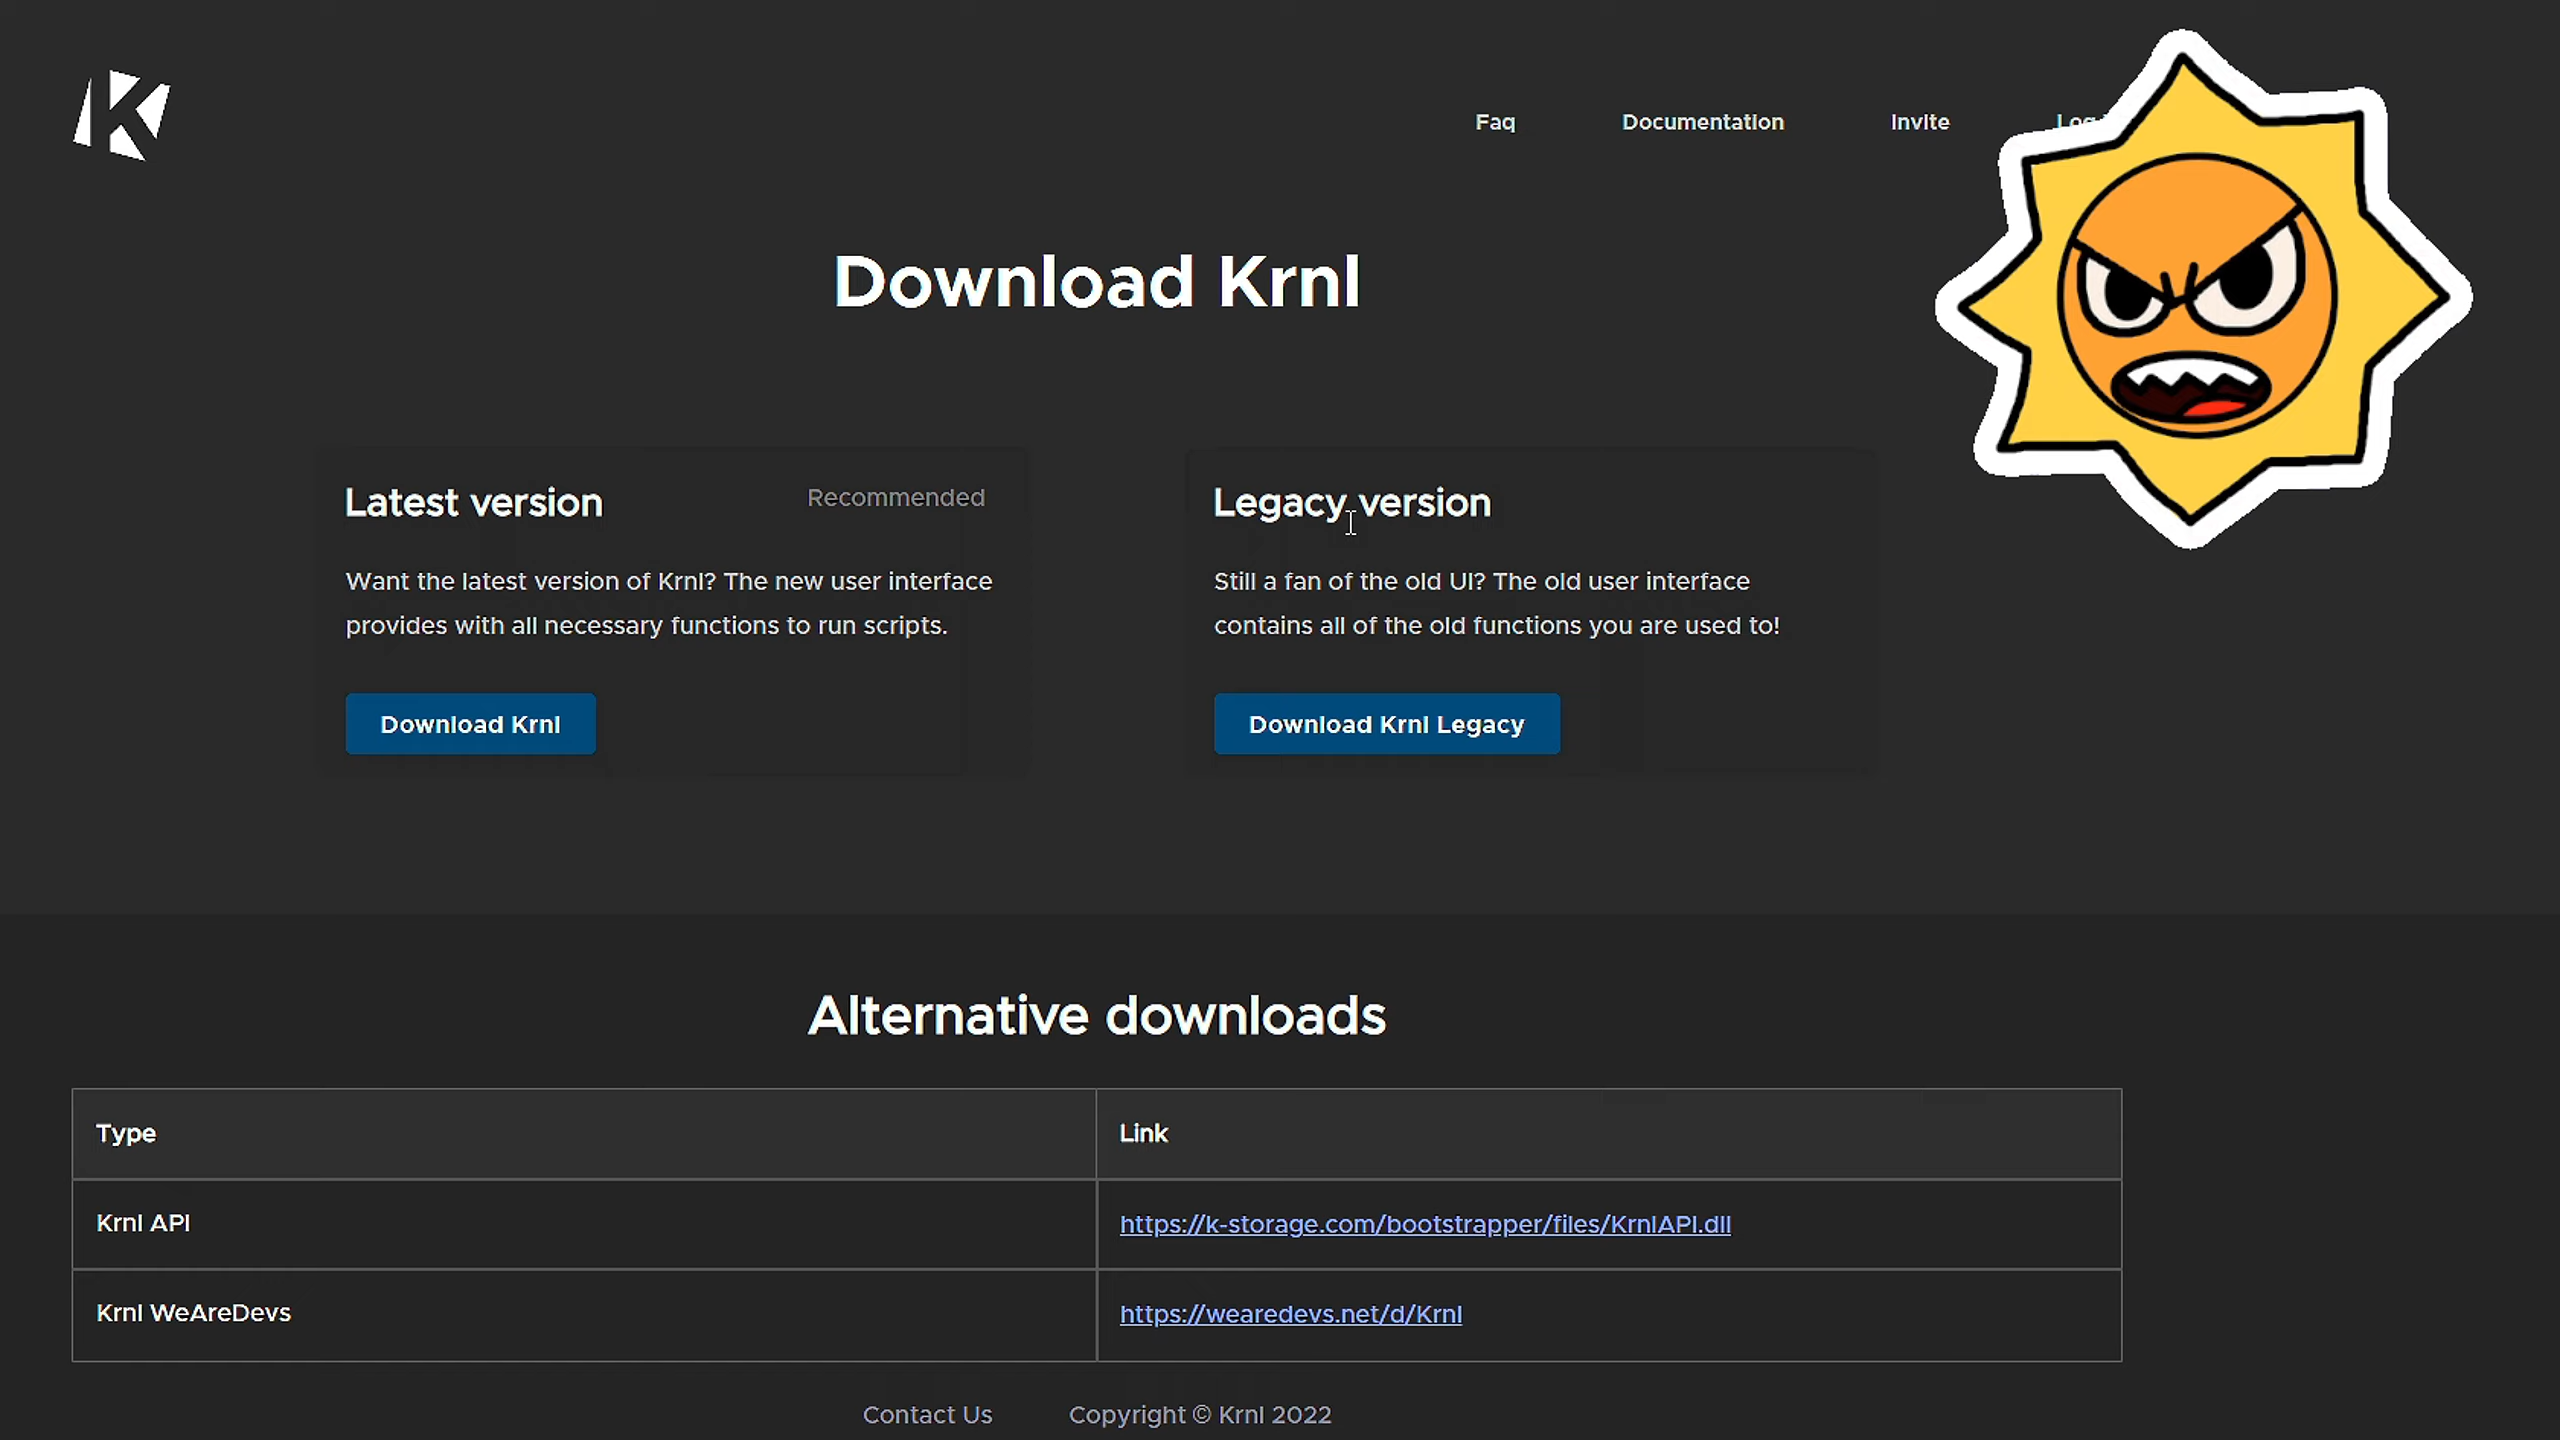 Faq Documentation Invite
Download Krnl
Latest version Recommended
Want the latest version of Krnl? The new user interface
provides with all necessary functions to run scripts.
Download Krnl
Legacy version
Still a fan of the old UI? The old user interface
contains all of the old functions you are used to!
Download Krnl Legacy
Alternative downloads
Type Link
Krnl API https://k-storage.com/bootstrapper/files/KrnlAPI.dll
Krnl WeAreDevs https://wearedevs.net/d/Krnl
Contact Us Copyright © Krnl 2022